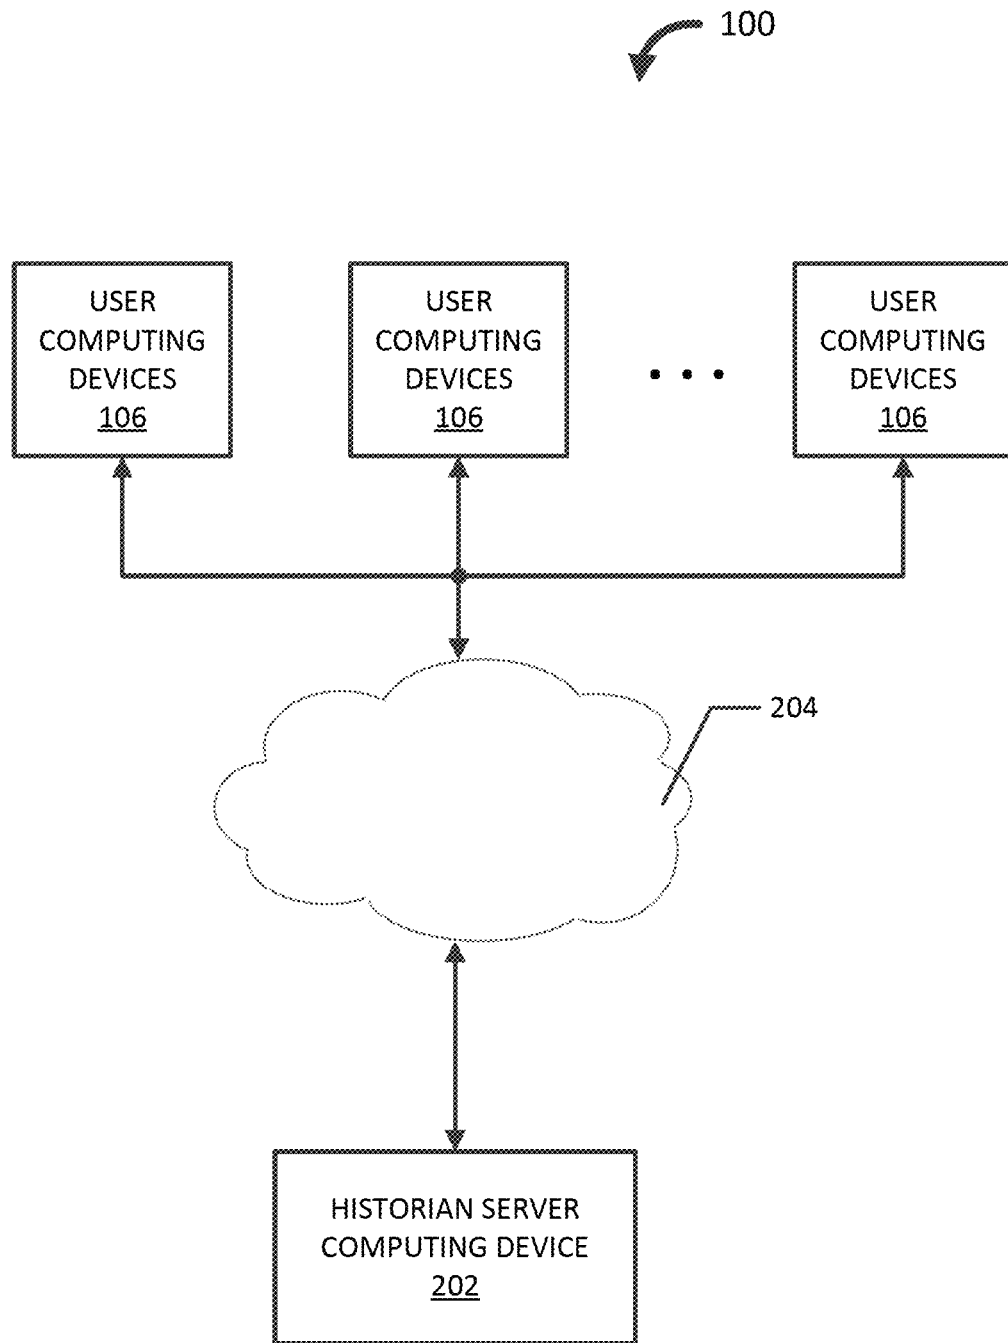 100
USER
COMPUTING
DEVICES
106
USER
COMPUTING
DEVICES
106
USER
COMPUTING
DEVICES
106
204
HISTORIAN SERVER
COMPUTING DEVICE
202